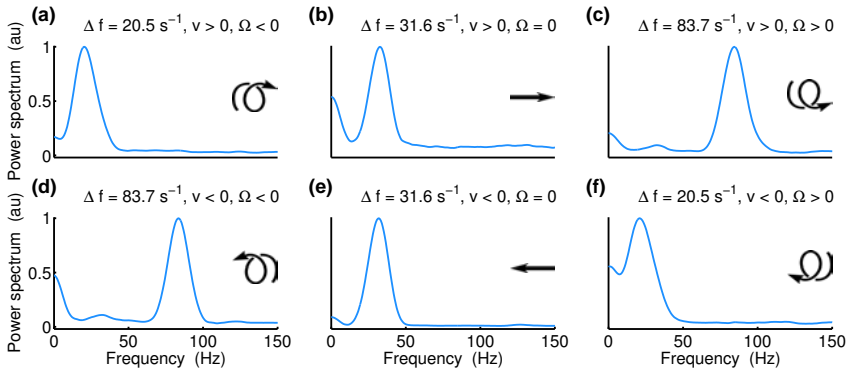 (a) (b) (c)
Δ f = 20.5 s⁻¹, v > 0, Ω < 0 Δ f = 31.6 s⁻¹, v > 0, Ω = 0 Δ f = 83.7 s⁻¹, v > 0, Ω > 0
Power spectrum (au)
1
0.5
0
(d) (e) (f)
Δ f = 83.7 s⁻¹, v < 0, Ω < 0 Δ f = 31.6 s⁻¹, v < 0, Ω = 0 Δ f = 20.5 s⁻¹, v < 0, Ω > 0
Power spectrum (au)
1
0.5
0
0 50 100 150 0 50 100 150 0 50 100 150
Frequency (Hz) Frequency (Hz) Frequency (Hz)